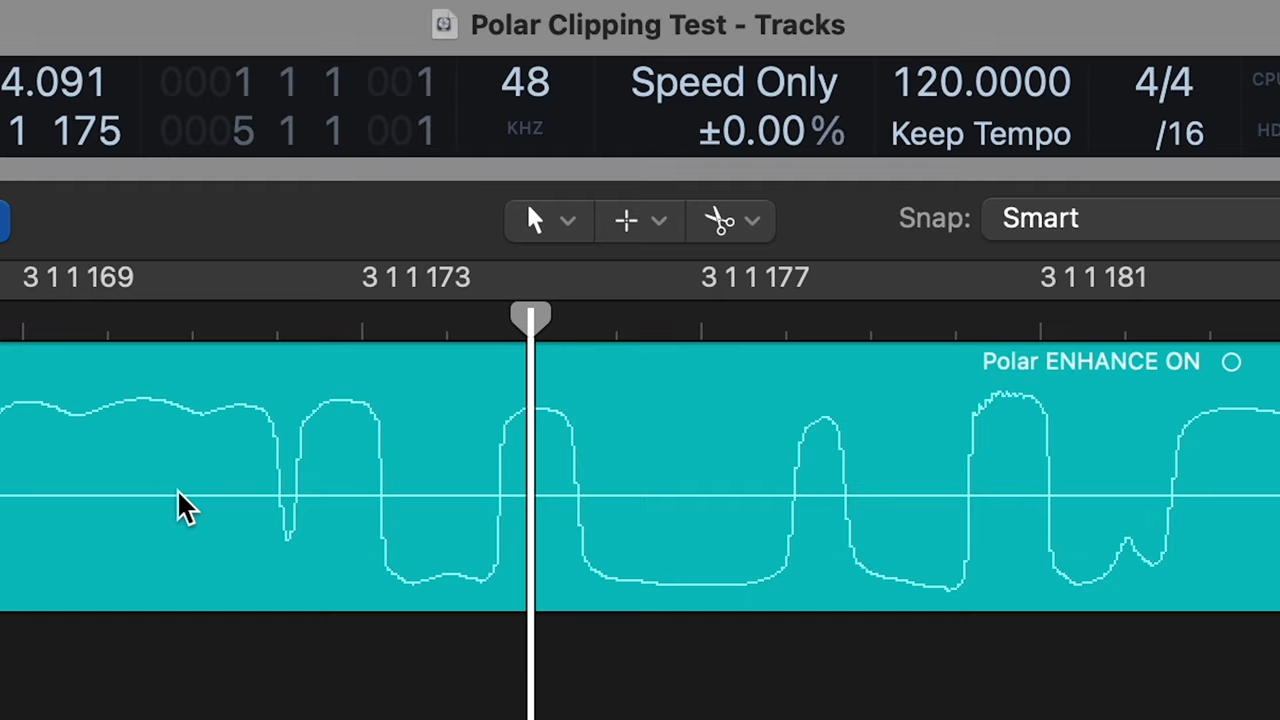 Polar Clipping Test - Tracks
4.091 0001 1 1 001 48 Speed Only 120.0000 4/4 CPU
1 175 0005 1 1 001 KHZ ±0.00% Keep Tempo /16 HD
Snap: Smart
3 1 1 169 3 1 1 173 3 1 1 177 3 1 1 181
Polar ENHANCE ON